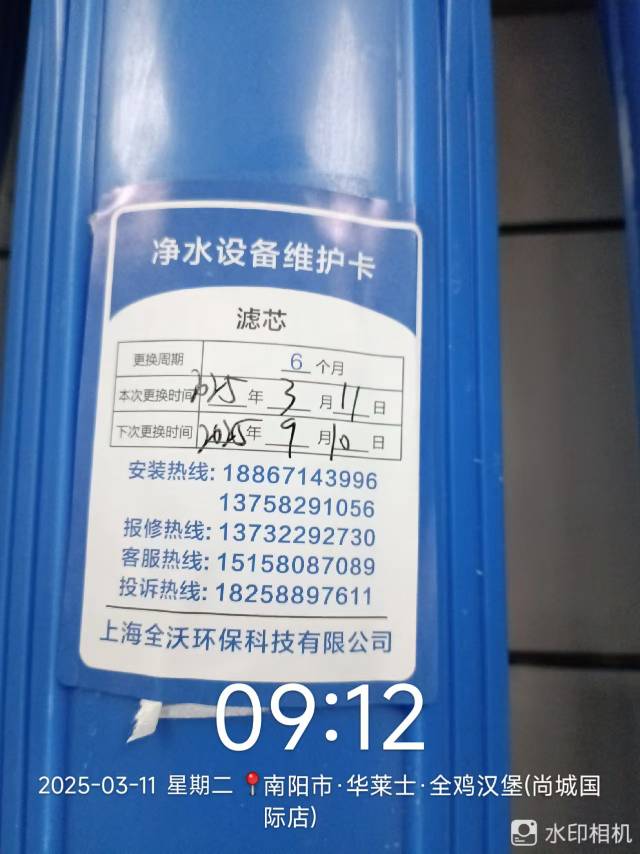 净水设备维护卡
滤芯
更换周期 6 个月
本次更换时间 2025 年 3 月 11 日
下次更换时间 2025 年 9 月 10 日
安装热线: 18867143996
13758291056
报修热线: 13732292730
客服热线: 15158087089
投诉热线: 18258897611
上海全沃环保科技有限公司
09:12
2025-03-11 星期二 📍南阳市·华莱士·全鸡汉堡(尚城国
际店)
水印相机